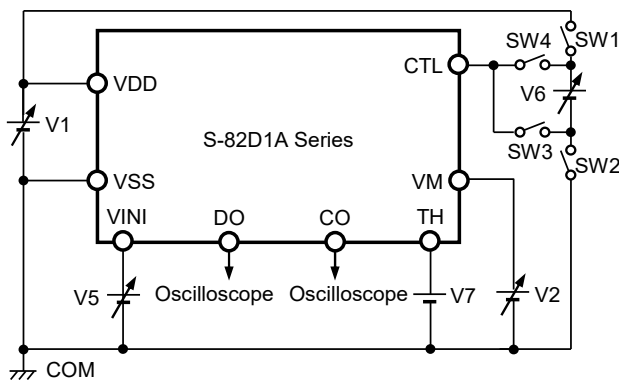 SW4
SW1
VDD
CTL
V6
V1
S-82D1A Series
SW3
SW2
VSS
VM
VINI
DO
CO
TH
V5
Oscilloscope
Oscilloscope
V7
V2
COM